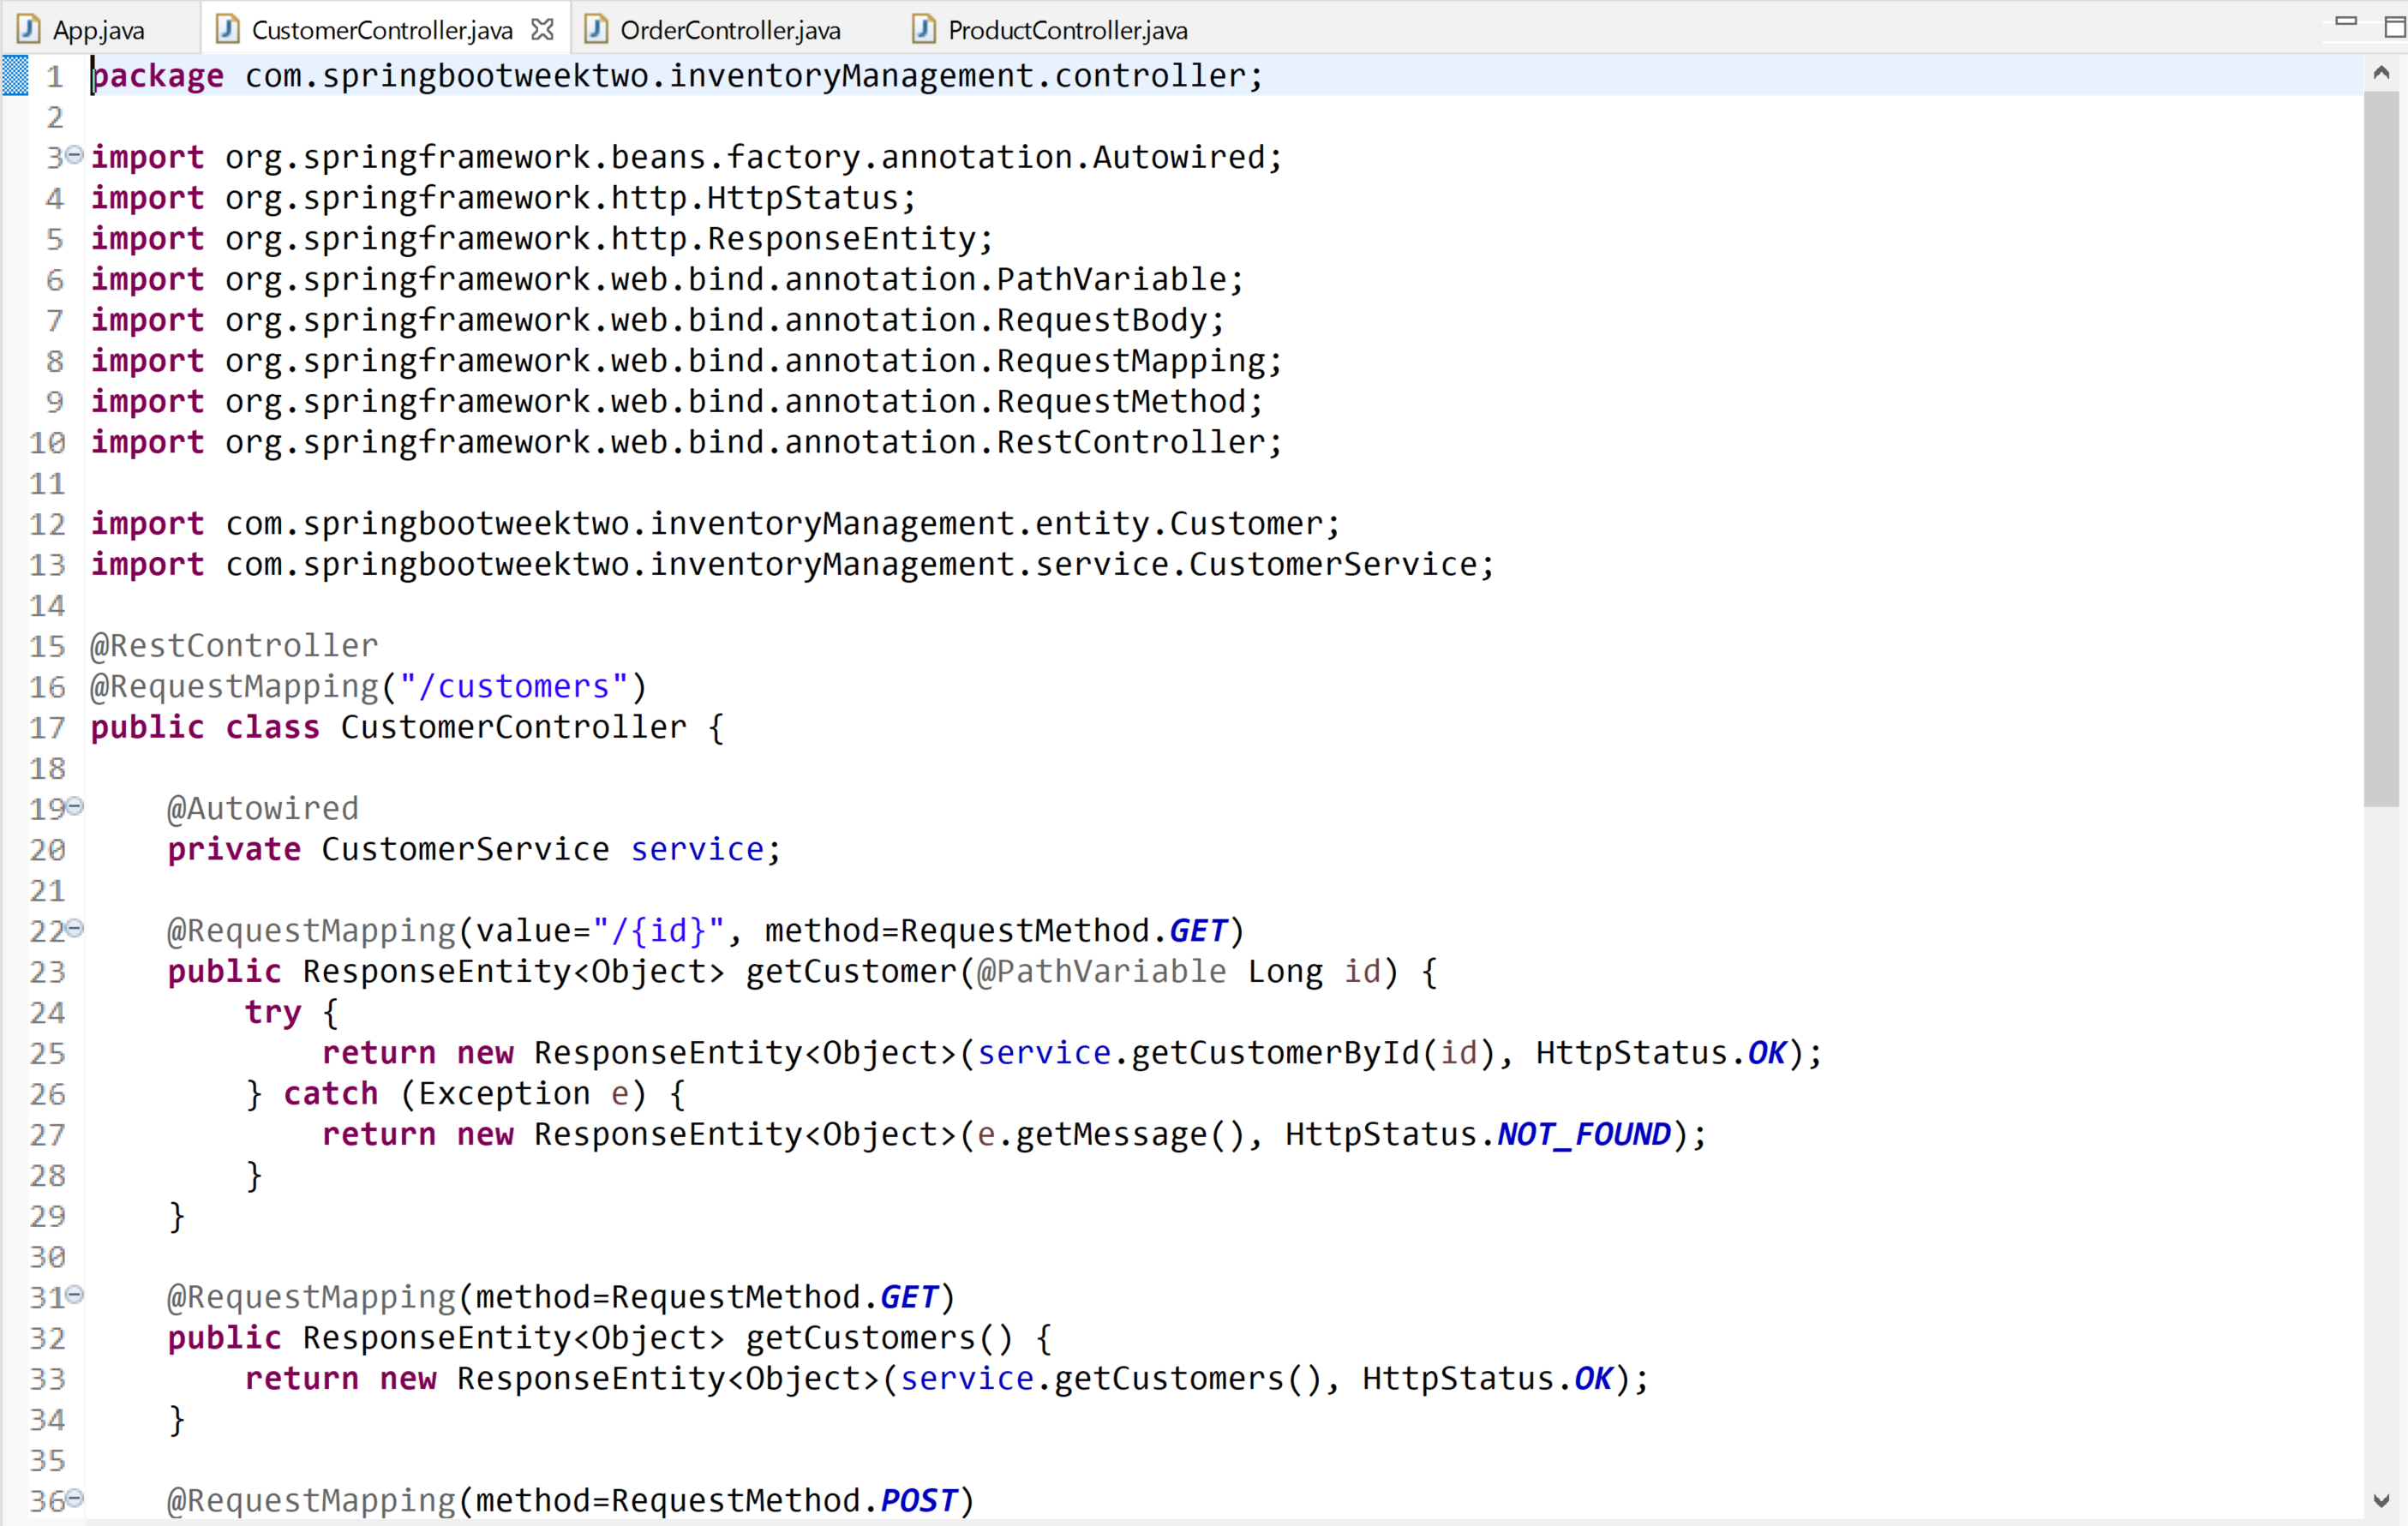 App.java CustomerController.java OrderController.java ProductController.java
1 package com.springbootweektwo.inventoryManagement.controller;
2
3 import org.springframework.beans.factory.annotation.Autowired;
4 import org.springframework.http.HttpStatus;
5 import org.springframework.http.ResponseEntity;
6 import org.springframework.web.bind.annotation.PathVariable;
7 import org.springframework.web.bind.annotation.RequestBody;
8 import org.springframework.web.bind.annotation.RequestMapping;
9 import org.springframework.web.bind.annotation.RequestMethod;
10 import org.springframework.web.bind.annotation.RestController;
11
12 import com.springbootweektwo.inventoryManagement.entity.Customer;
13 import com.springbootweektwo.inventoryManagement.service.CustomerService;
14
15 @RestController
16 @RequestMapping("/customers")
17 public class CustomerController {
18
19     @Autowired
20     private CustomerService service;
21
22     @RequestMapping(value="/{id}", method=RequestMethod.GET)
23     public ResponseEntity<Object> getCustomer(@PathVariable Long id) {
24         try {
25             return new ResponseEntity<Object>(service.getCustomerById(id), HttpStatus.OK);
26         } catch (Exception e) {
27             return new ResponseEntity<Object>(e.getMessage(), HttpStatus.NOT_FOUND);
28         }
29     }
30
31     @RequestMapping(method=RequestMethod.GET)
32     public ResponseEntity<Object> getCustomers() {
33         return new ResponseEntity<Object>(service.getCustomers(), HttpStatus.OK);
34     }
35
36     @RequestMapping(method=RequestMethod.POST)